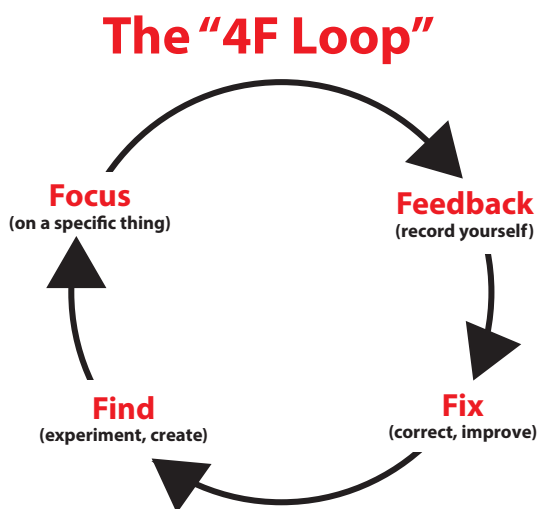 The “4F Loop”
Focus
(on a specific thing)
Feedback
(record yourself)
Fix
(correct, improve)
Find
(experiment, create)